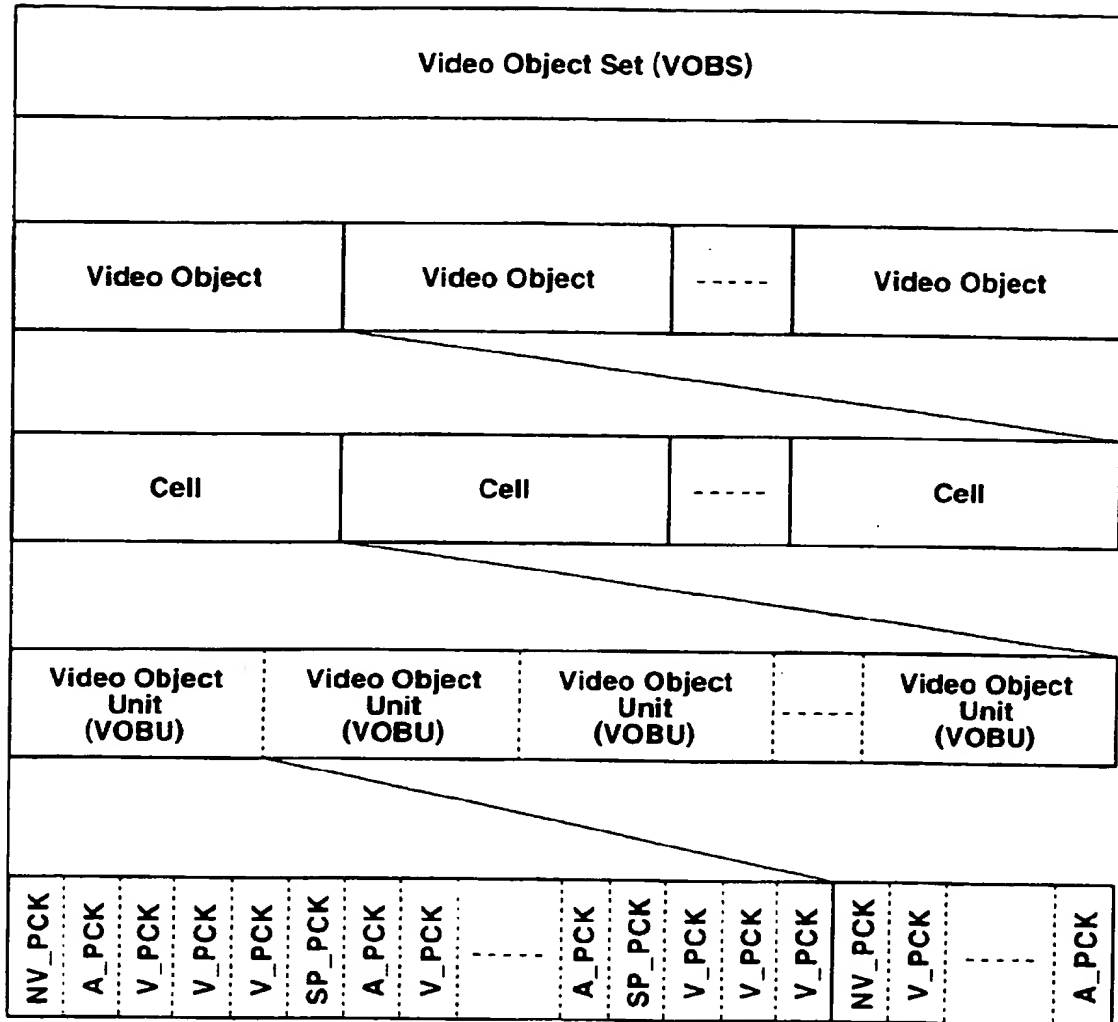 Video Object Set (VOBS)
Video Object Video Object ----- Video Object
Cell Cell ----- Cell
Video Object Video Object Video Object Video Object
Unit Unit Unit ----- Unit
(VOBU) (VOBU) (VOBU) (VOBU)
NV_PCK A_PCK V_PCK V_PCK V_PCK SP_PCK A_PCK V_PCK ----- A_PCK SP_PCK V_PCK V_PCK V_PCK NV_PCK V_PCK ----- A_PCK